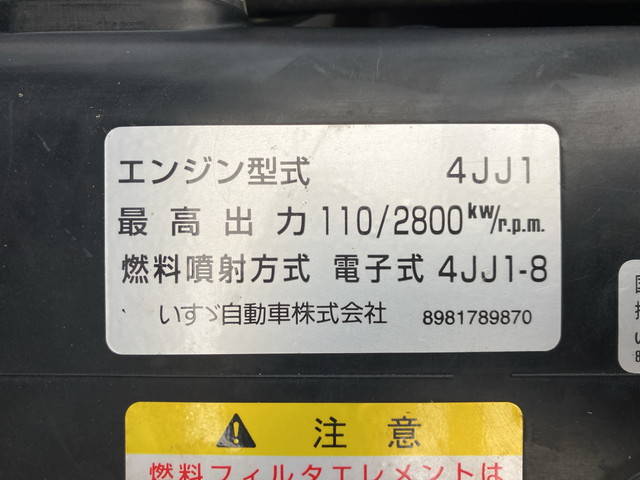 エンジン型式 4JJ1
最高出力 110/2800kW/r.p.m.
燃料噴射方式 電子式 4JJ1-8
いすゞ自動車株式会社 8981789870
注意
燃料フィルタエレメントは